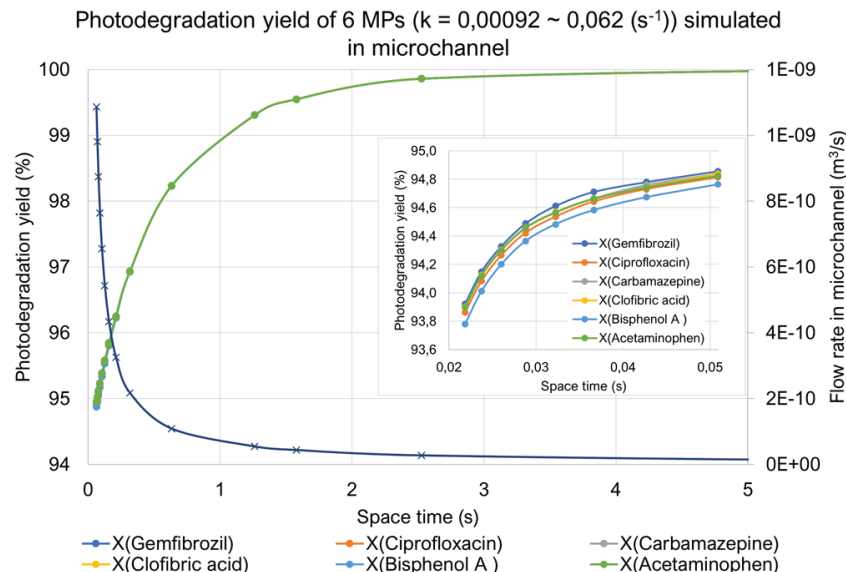 Photodegradation yield of 6 MPs (k = 0,00092 ~ 0,062 (s⁻¹)) simulated
in microchannel
Photodegradation yield (%)
100
99
98
97
96
95
94
0
1
2
3
4
5
Space time (s)
1E-09
1E-09
8E-10
6E-10
4E-10
2E-10
0E+00
Flow rate in microchannel (m³/s)
Photodegradation yield (%)
95,0
94,8
94,6
94,4
94,2
94,0
93,8
93,6
0,02
0,03
0,04
0,05
Space time (s)
X(Gemfibrozil)
X(Ciprofloxacin)
X(Carbamazepine)
X(Clofibric acid)
X(Bisphenol A )
X(Acetaminophen)
X(Gemfibrozil)
X(Ciprofloxacin)
X(Carbamazepine)
X(Clofibric acid)
X(Bisphenol A )
X(Acetaminophen)